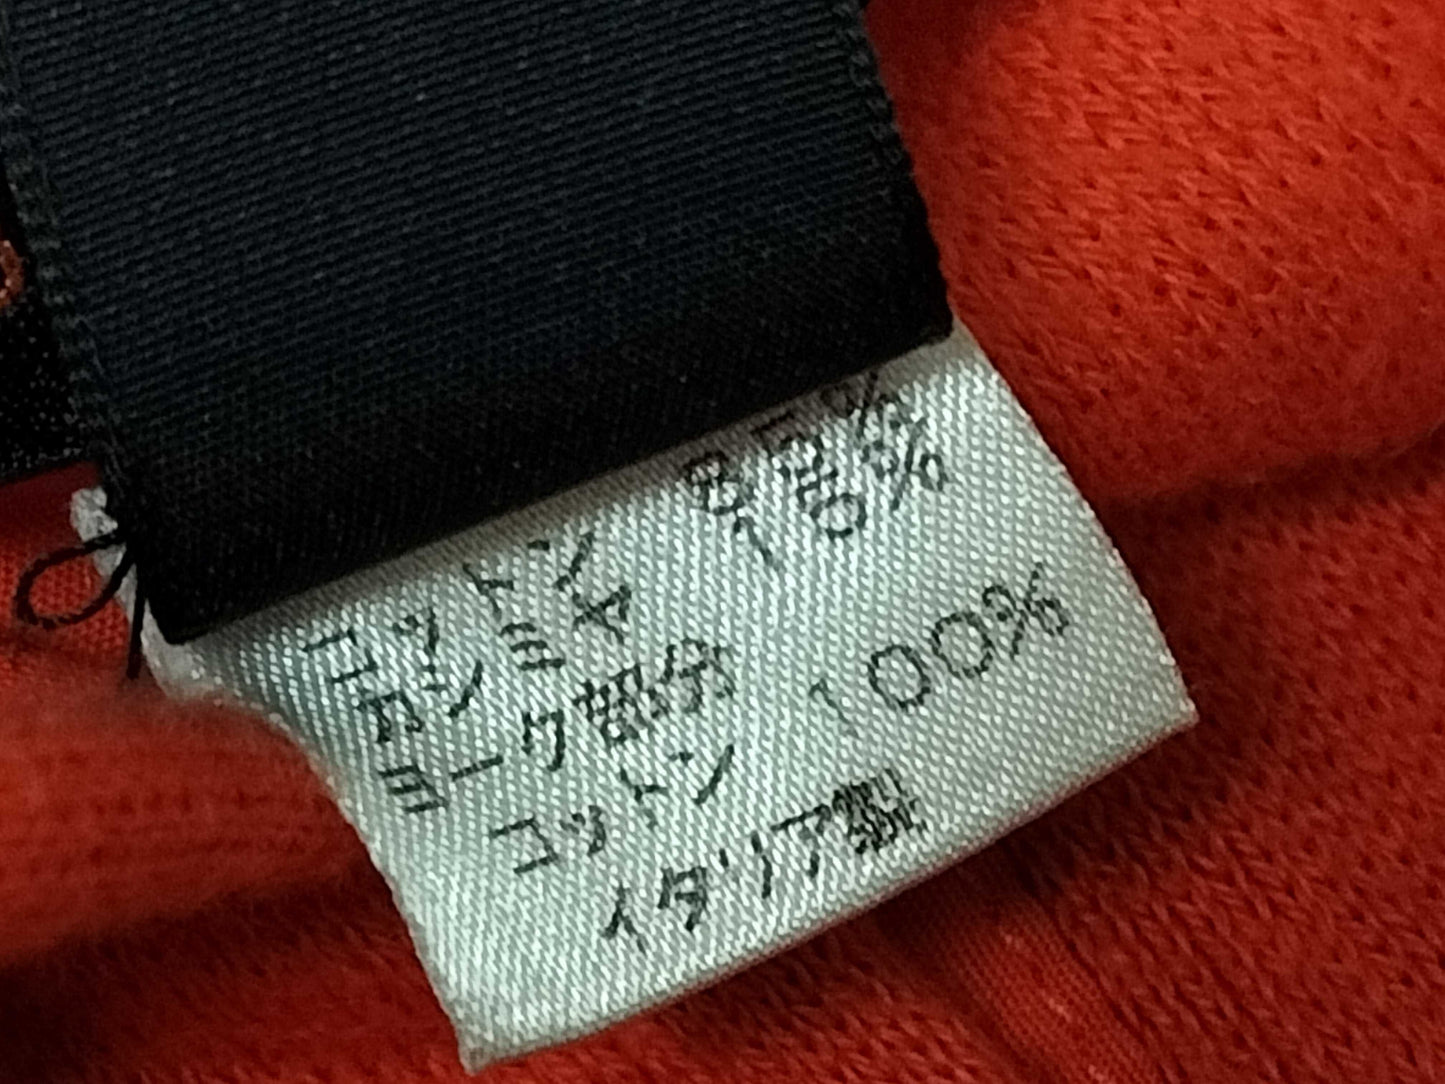 コットン
カシミヤ 10%
ヨーク部分
コットン 100%
イタリア製